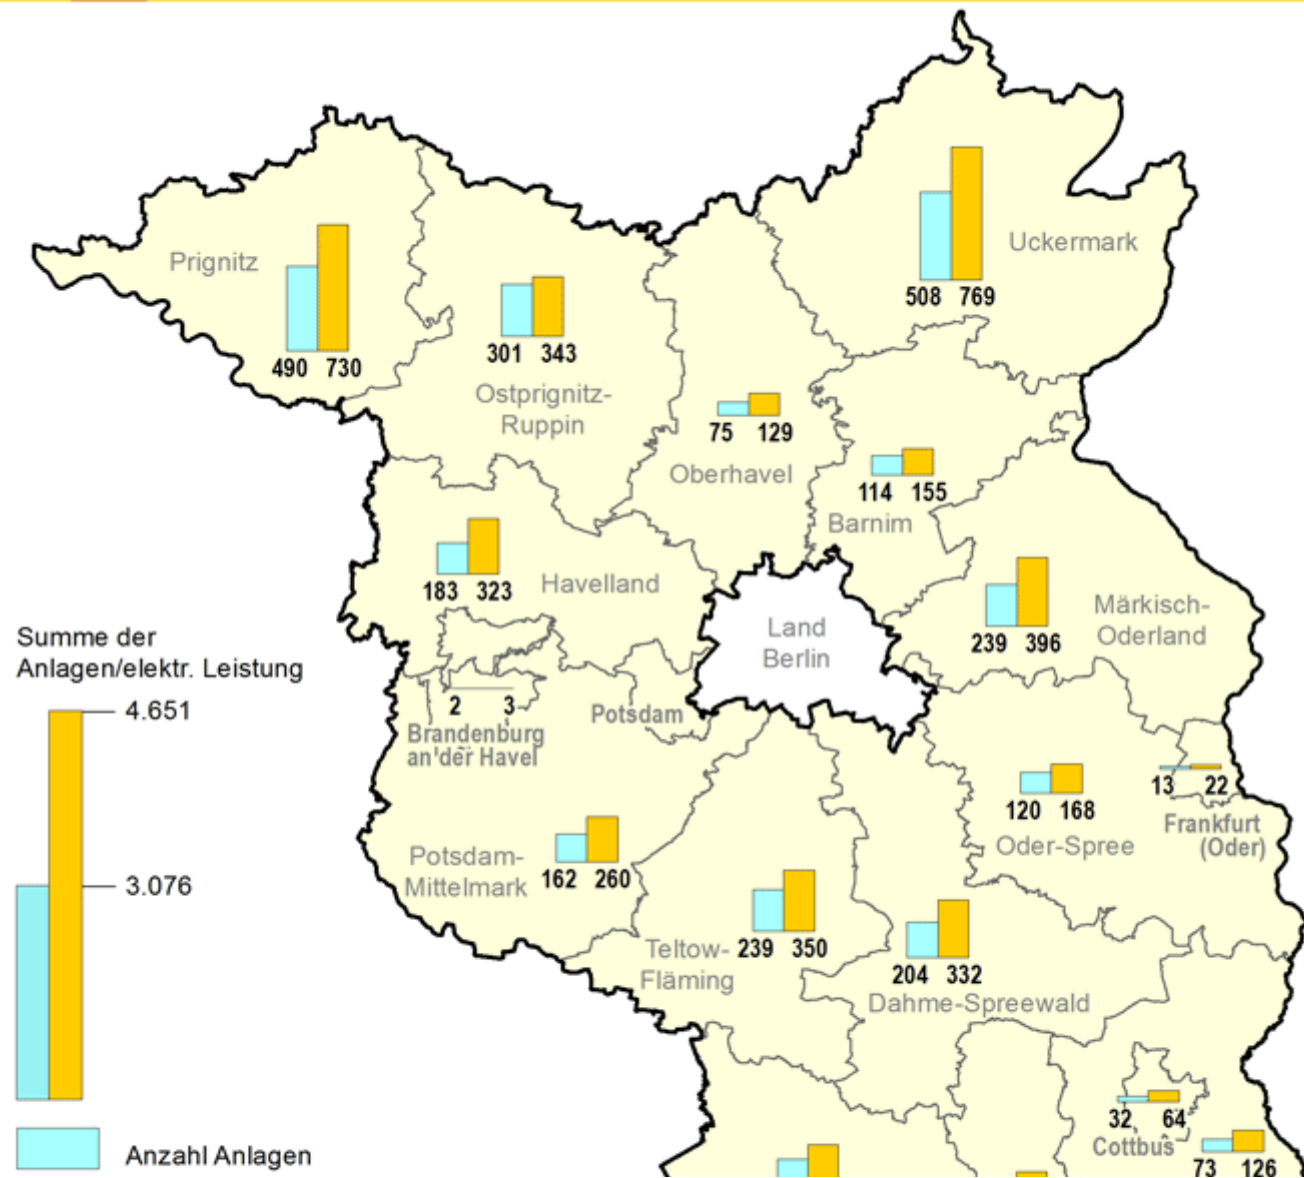 Uckermark
508 769
Prignitz
490 730
301 343
Ostprignitz-
Ruppin
75 129
Oberhavel
114 155
Barnim
183 323
Havelland
239 396
Märkisch-
Oderland
Land
Berlin
Summe der
Anlagen/elektr. Leistung
4.651
3.076
2 3
Brandenburg
an der Havel
Potsdam
120 168
Oder-Spree
13 22
Frankfurt
(Oder)
Potsdam-
Mittelmark
162 260
Teltow-
Fläming
239 350
204 332
Dahme-Spreewald
32 64
Cottbus
73 126
Anzahl Anlagen